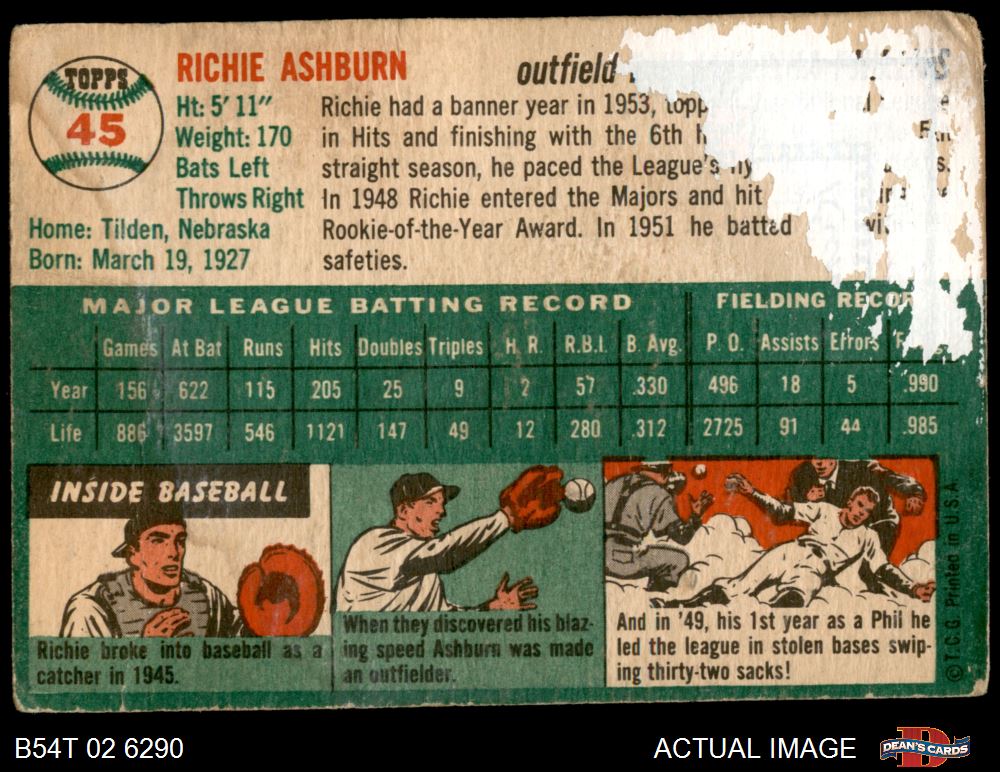 TOPPS
45
RICHIE ASHBURN
outfield
Ht: 5' 11"
Weight: 170
Bats Left
Throws Right
Home: Tilden, Nebraska
Born: March 19, 1927
Richie had a banner year in 1953,
in Hits and finishing with the 6th
straight season, he paced the League's
In 1948 Richie entered the Majors and hit
Rookie-of-the-Year Award. In 1951 he batted
safeties.
MAJOR LEAGUE BATTING RECORD FIELDING RECOR
Games At Bat Runs Hits Doubles Triples H. R. R.B.I. B. Avg. P. O. Assists Errors
Year 156 622 115 205 25 9 2 57 .330 496 18 5 .990
Life 886 3597 546 1121 147 49 12 280 .312 2725 91 44 .985
INSIDE BASEBALL
Richie broke into baseball as a
catcher in 1945.
When they discovered his blaz-
ing speed Ashburn was made
an outfielder.
And in '49, his 1st year as a Phil he
led the league in stolen bases swip-
ing thirty-two sacks!
© T.C.G. Printed in U.S.A.
B54T 02 6290
ACTUAL IMAGE
DEAN'S CARDS